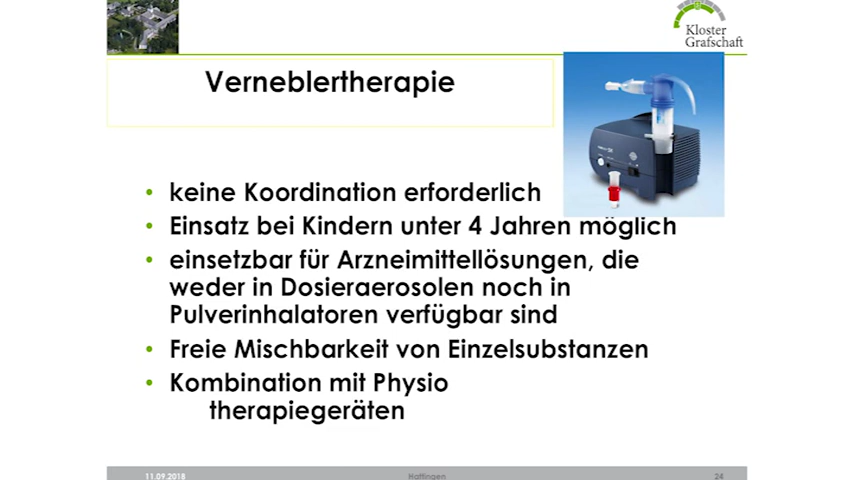 Kloster
Grafschaft
Verneblertherapie
• keine Koordination erforderlich
• Einsatz bei Kindern unter 4 Jahren möglich
• einsetzbar für Arzneimittellösungen, die
weder in Dosieraerosolen noch in
Pulverinhalatoren verfügbar sind
• Freie Mischbarkeit von Einzelsubstanzen
• Kombination mit Physio
therapiegeräten
11.09.2018
Hattingen
24